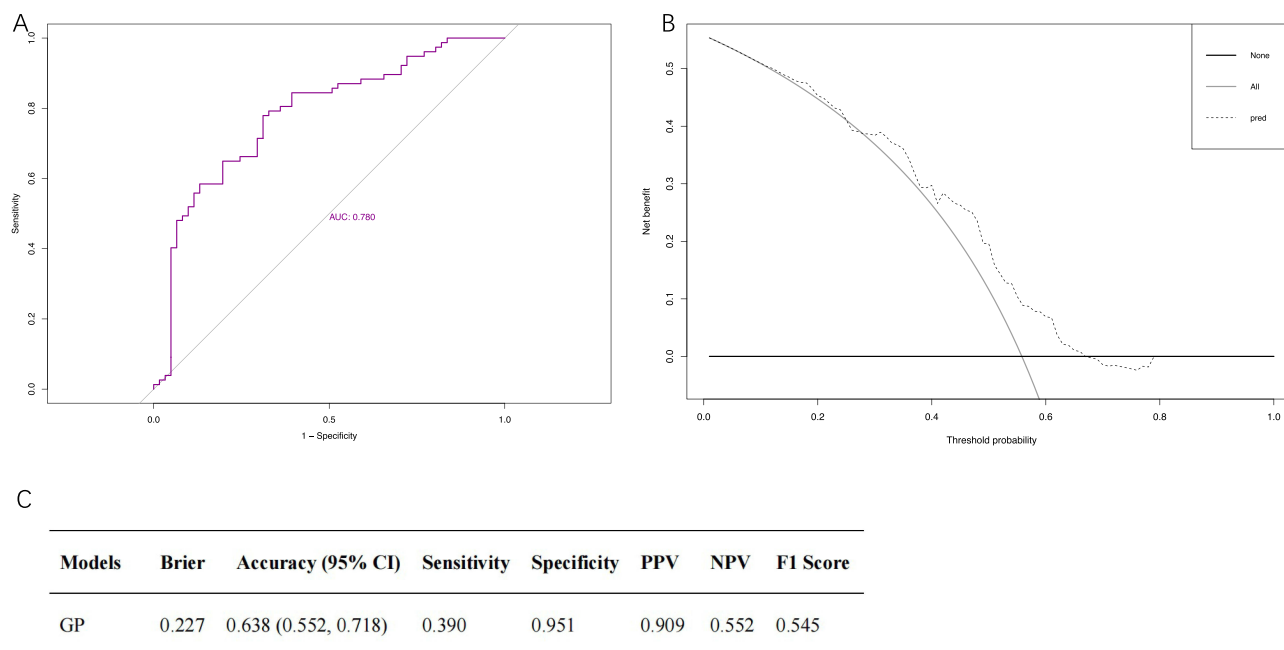 A
1.0
0.8
0.6
0.4
0.2
0.0
Sensitivity
AUC: 0.780
0.0 0.5 1.0
1 – Specificity
B
None
All
pred
0.5
0.4
0.3
0.2
0.1
0.0
Net benefit
0.0 0.2 0.4 0.6 0.8 1.0
Threshold probability
C
Models Brier Accuracy (95% CI) Sensitivity Specificity PPV NPV F1 Score
GP 0.227 0.638 (0.552, 0.718) 0.390 0.951 0.909 0.552 0.545